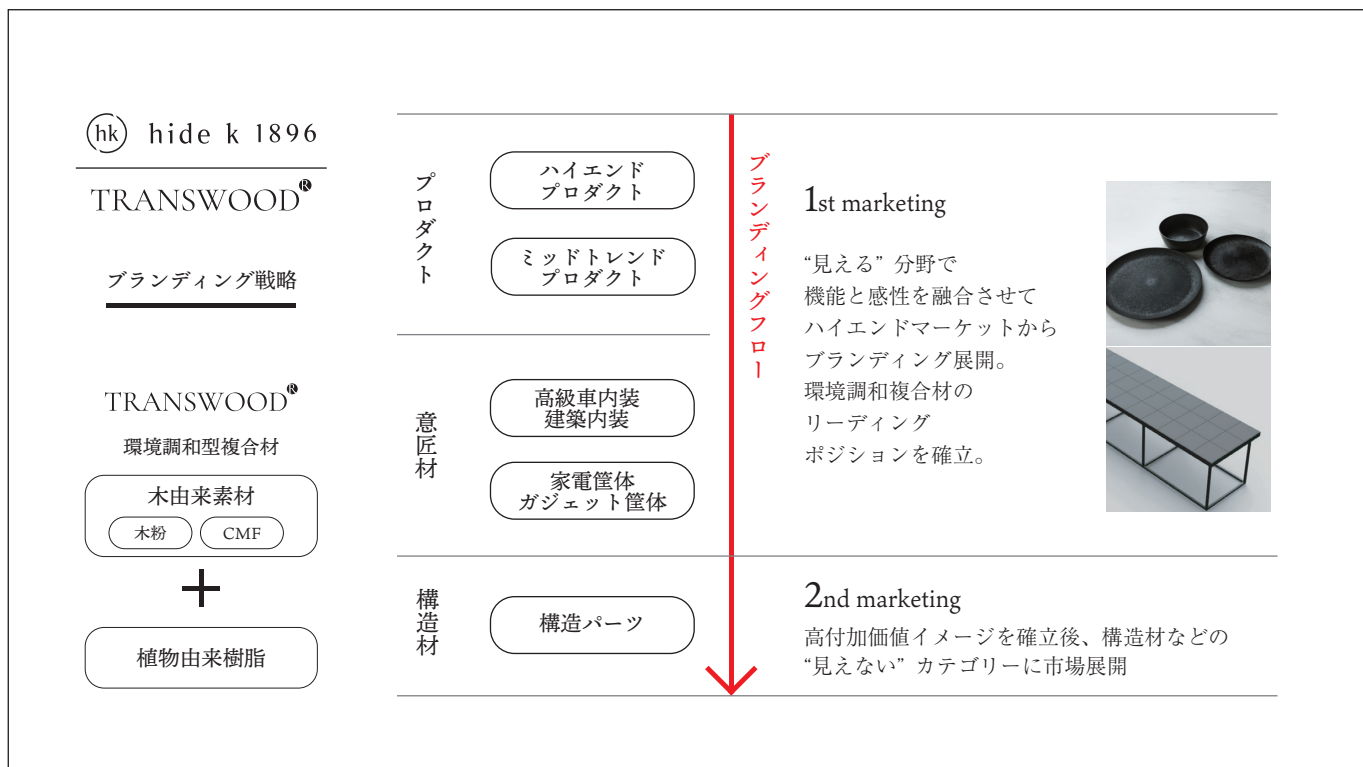 hk hide k 1896
TRANSWOOD®
ブランディング戦略
TRANSWOOD®
環境調和型複合材
木由来素材
木粉 CMF
+
植物由来樹脂
プロダクト
ハイエンド
プロダクト
ミッドトレンド
プロダクト
意匠材
高級車内装
建築内装
家電筐体
ガジェット筐体
構造材
構造パーツ
ブランディングフロー
1st marketing
“見える” 分野で
機能と感性を融合させて
ハイエンドマーケットから
ブランディング展開。
環境調和複合材の
リーディング
ポジションを確立。
2nd marketing
高付加価値イメージを確立後、構造材などの
“見えない” カテゴリーに市場展開